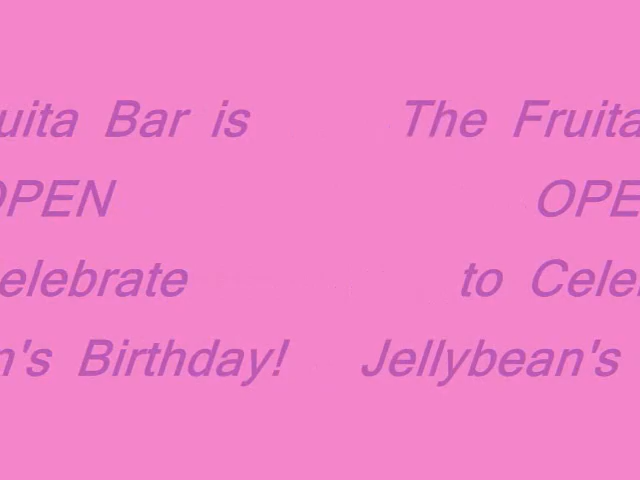 uita Bar is The Fruita
OPEN OPE
elebrate to Cele
n's Birthday! Jellybean's